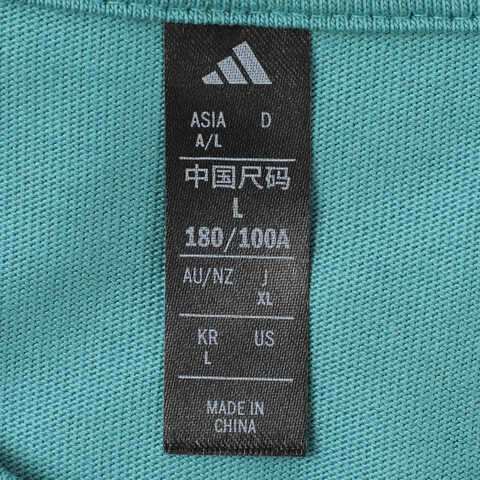 ASIA D
A/L
中国尺码
L
180/100A
AU/NZ J
XL
KR US
L
MADE IN
CHINA